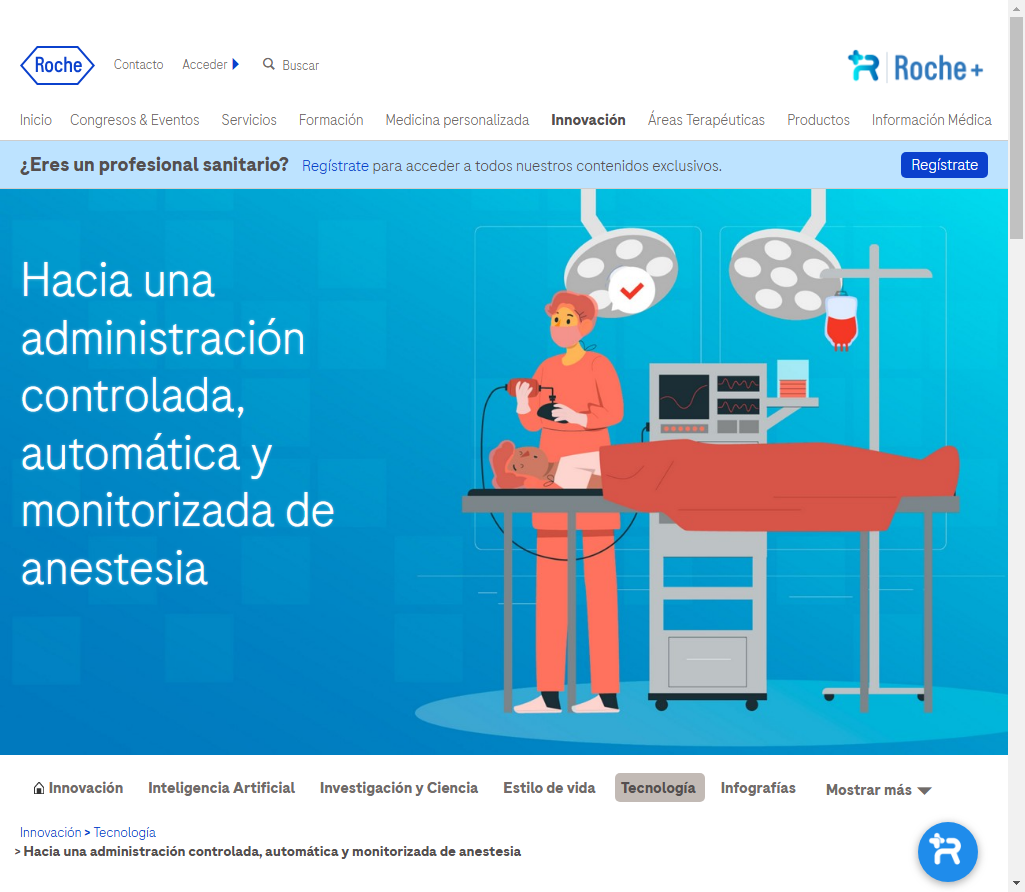 Roche
Contacto Acceder Buscar
Roche+
Inicio Congresos & Eventos Servicios Formación Medicina personalizada Innovación Áreas Terapéuticas Productos Información Médica
¿Eres un profesional sanitario? Regístrate para acceder a todos nuestros contenidos exclusivos. Regístrate
Hacia una
administración
controlada,
automática y
monitorizada de
anestesia
Innovación Inteligencia Artificial Investigación y Ciencia Estilo de vida Tecnología Infografías Mostrar más
Innovación > Tecnología
> Hacia una administración controlada, automática y monitorizada de anestesia